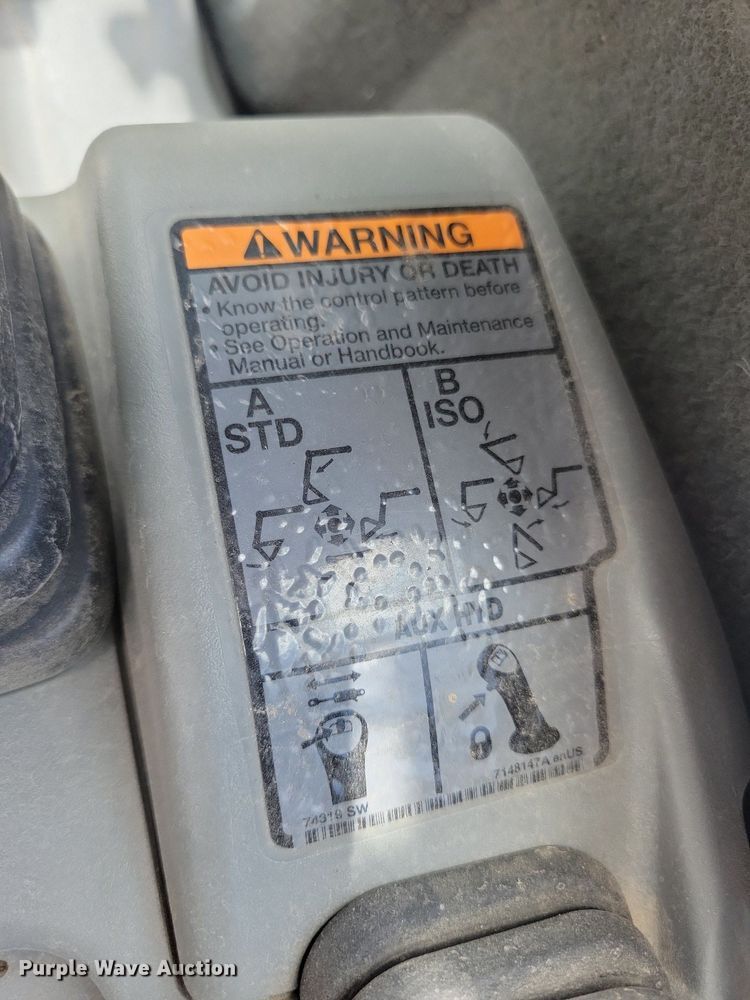 WARNING
AVOID INJURY OR DEATH
• Know the control pattern before
operating.
• See Operation and Maintenance
Manual or Handbook.
A
STD
B
ISO
AUX HYD
74319 SW
7148147A enUS
Purple Wave Auction